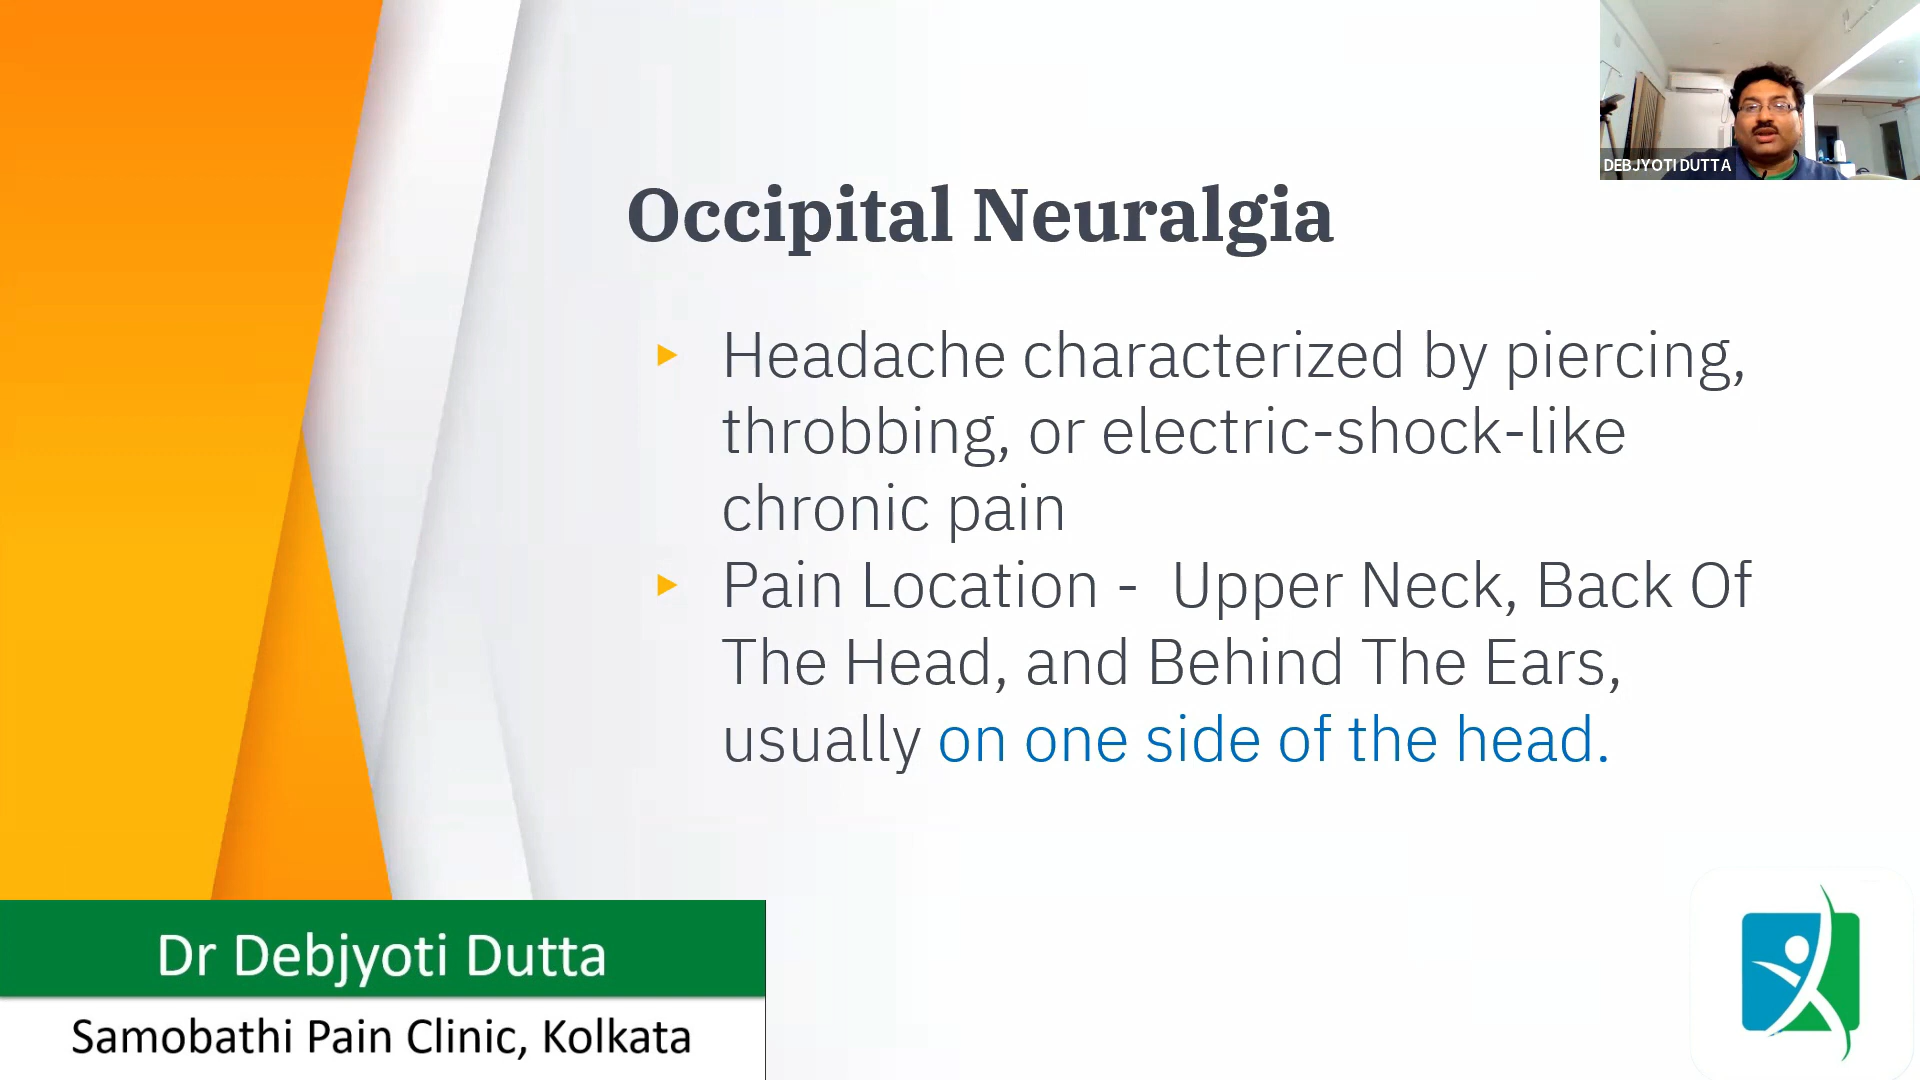 DEBJYOTI DUTTA
Occipital Neuralgia
Headache characterized by piercing,
throbbing, or electric-shock-like
chronic pain
Pain Location - Upper Neck, Back Of
The Head, and Behind The Ears,
usually on one side of the head.
Dr Debjyoti Dutta
Samobathi Pain Clinic, Kolkata